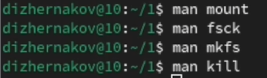 dizhernakov@10:~/1$ man mount
dizhernakov@10:~/1$ man fsck
dizhernakov@10:~/1$ man mkfs
dizhernakov@10:~/1$ man kill